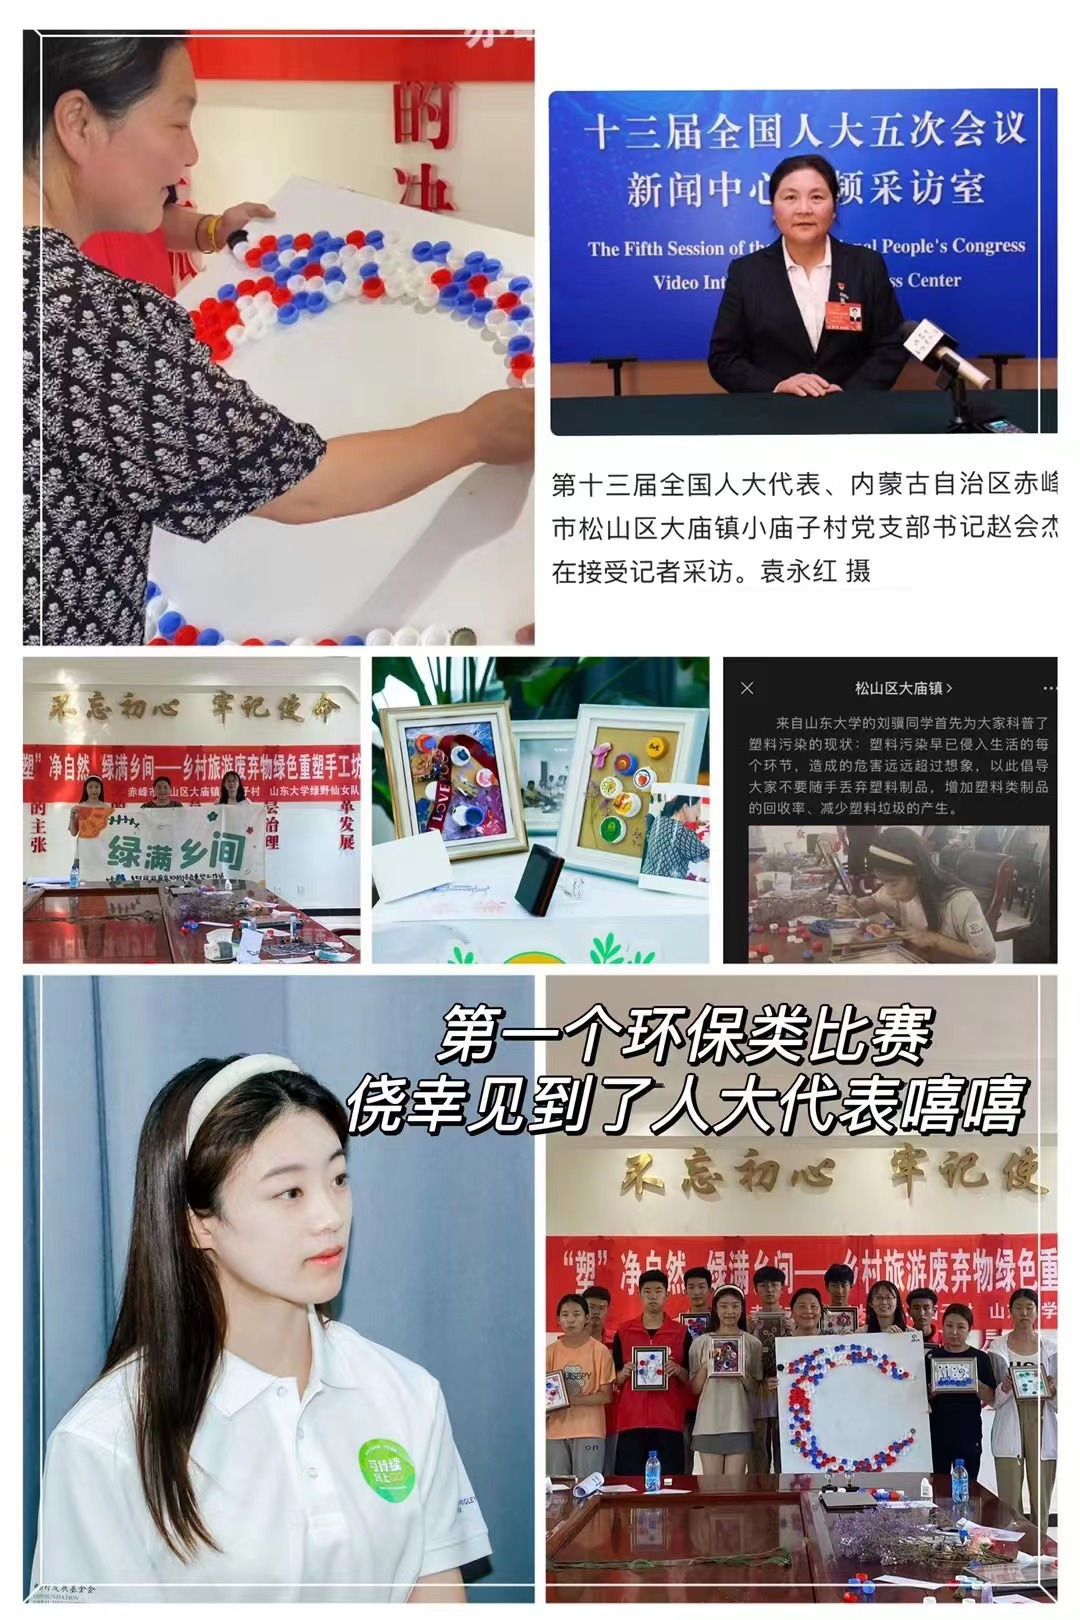 的
决
十三届全国人大五次会议
新闻中心 频采访室
The Fifth Session of the People's Congress
Video Center
第十三届全国人大代表、内蒙古自治区赤峰
市松山区大庙镇小庙子村党支部书记赵会杰
在接受记者采访。袁永红 摄
不忘初心 牢记使命
塑”净自然 绿满乡间——乡村旅游废弃物绿色重塑手工坊
山东大学绿野仙女队
的主张
革发展
绿满乡间
LOVE
松山区大庙镇>
来自山东大学的刘骥同学首先为大家科普了
塑料污染的现状：塑料污染早已侵入生活的每
个环节，造成的危害远远超过想象，以此倡导
大家不要随手丢弃塑料制品，增加塑料类制品
的回收率、减少塑料垃圾的产生。
第一个环保类比赛
侥幸见到了人大代表嘻嘻
不忘初心 牢记使
“塑”净自然 绿满乡间——乡村旅游废弃物绿色重
习持续